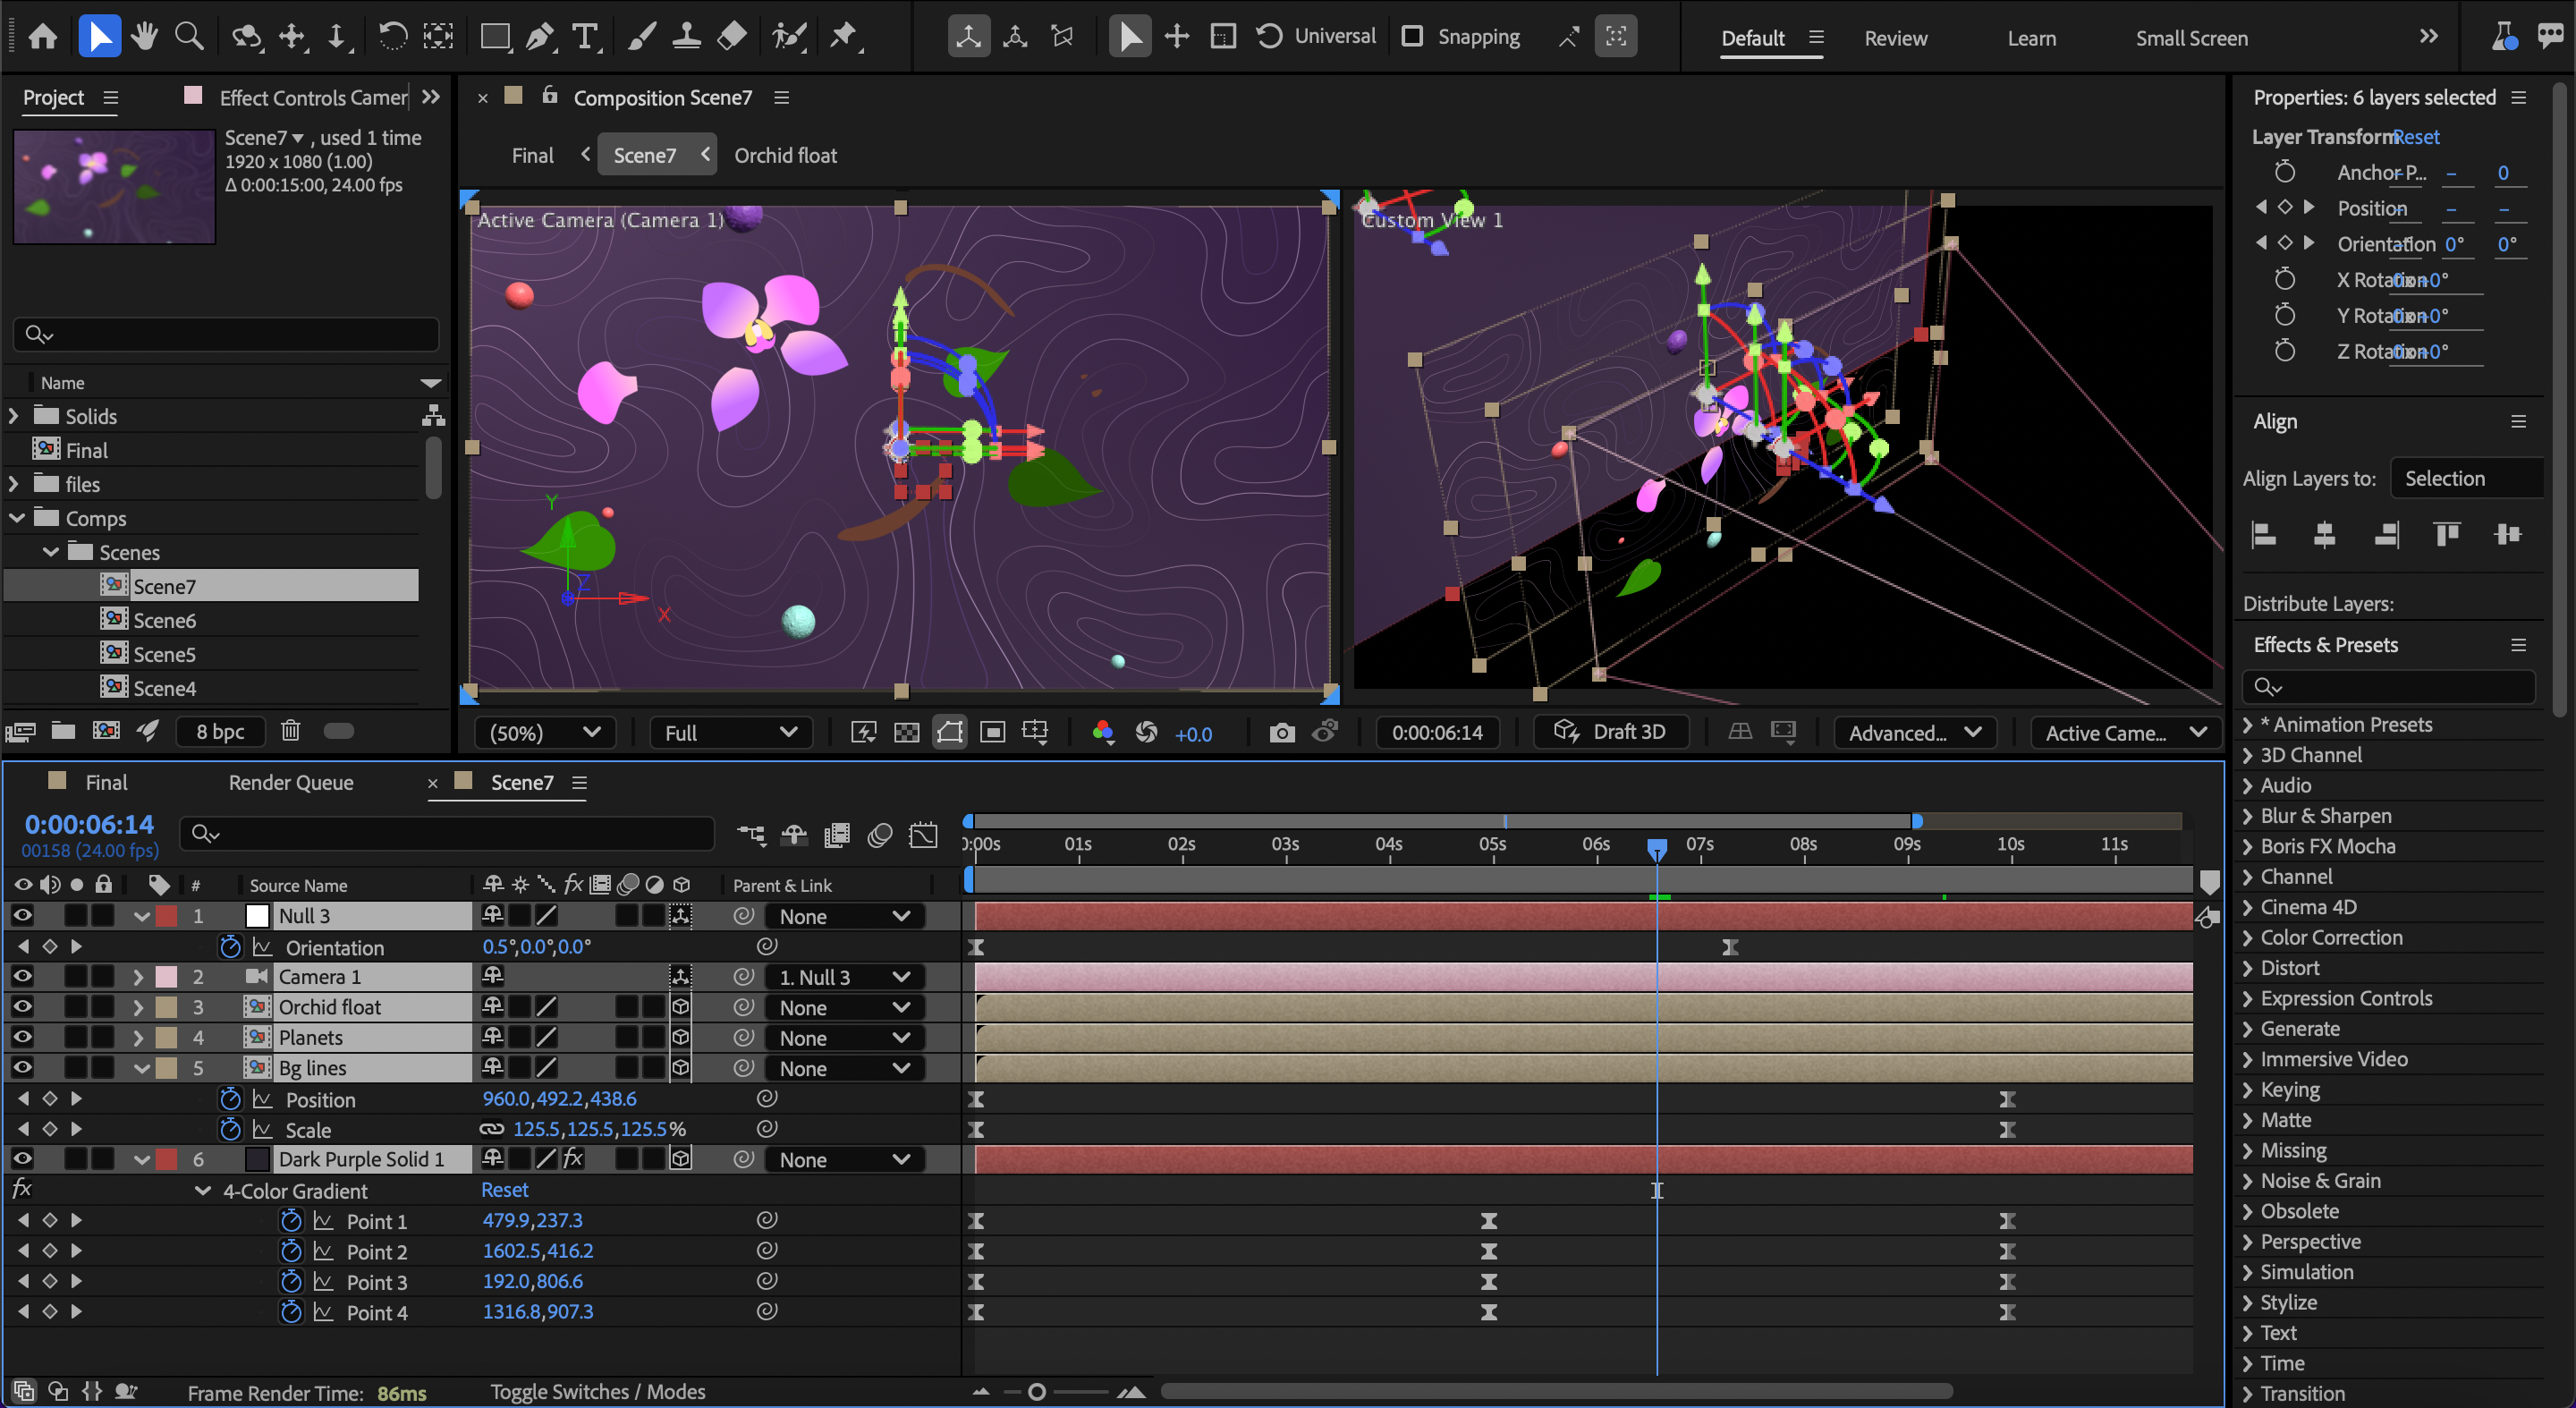 Universal
Snapping
Default
Review
Learn
Small Screen
Project
Effect Controls Camer
Scene7 , used 1 time
1920 x 1080 (1.00)
Δ 0:00:15:00, 24.00 fps
Name
Solids
Final
files
Comps
Scenes
Scene7
Scene6
Scene5
Scene4
8 bpc
Composition Scene7
Final
Scene7
Orchid float
Active Camera (Camera 1)
Y
Z
X
Custom View 1
(50%)
Full
+0.0
0:00:06:14
Draft 3D
Advanced...
Active Came...
Properties: 6 layers selected
Layer Transform
Reset
Anchor P... – 0
Position – –
Orientation 0° 0°
X Rotation 0x+0°
Y Rotation 0x+0°
Z Rotation 0x+0°
Align
Align Layers to: Selection
Distribute Layers:
Effects & Presets
* Animation Presets
3D Channel
Audio
Blur & Sharpen
Boris FX Mocha
Channel
Cinema 4D
Color Correction
Distort
Expression Controls
Generate
Immersive Video
Keying
Matte
Missing
Noise & Grain
Obsolete
Perspective
Simulation
Stylize
Text
Time
Transition
Final
Render Queue
Scene7
0:00:06:14
00158 (24.00 fps)
# Source Name fx Parent & Link
0:00s 01s 02s 03s 04s 05s 06s 07s 08s 09s 10s 11s
1 Null 3 None
Orientation 0.5°,0.0°,0.0°
2 Camera 1 1. Null 3
3 Orchid float None
4 Planets None
5 Bg lines None
Position 960.0,492.2,438.6
Scale 125.5,125.5,125.5%
6 Dark Purple Solid 1 fx None
fx 4-Color Gradient Reset
Point 1 479.9,237.3
Point 2 1602.5,416.2
Point 3 192.0,806.6
Point 4 1316.8,907.3
Frame Render Time: 86ms
Toggle Switches / Modes